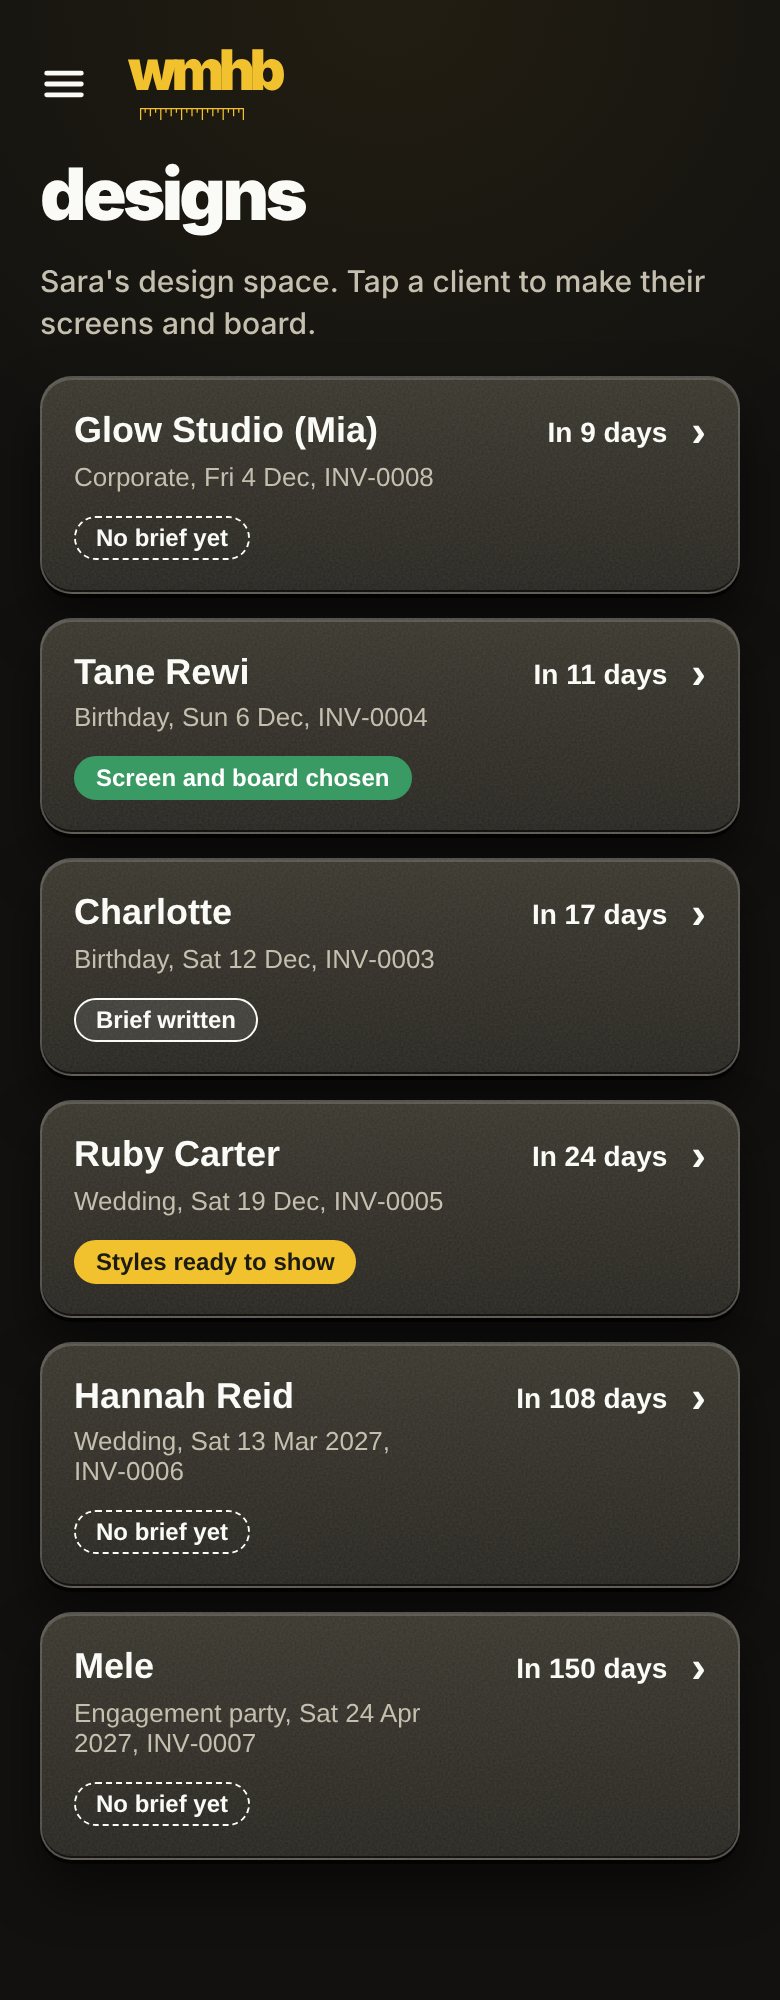 wmhb
designs
Sara's design space. Tap a client to make their
screens and board.
Glow Studio (Mia)
In 9 days ›
Corporate, Fri 4 Dec, INV-0008
No brief yet
Tane Rewi
In 11 days ›
Birthday, Sun 6 Dec, INV-0004
Screen and board chosen
Charlotte
In 17 days ›
Birthday, Sat 12 Dec, INV-0003
Brief written
Ruby Carter
In 24 days ›
Wedding, Sat 19 Dec, INV-0005
Styles ready to show
Hannah Reid
In 108 days ›
Wedding, Sat 13 Mar 2027,
INV-0006
No brief yet
Mele
In 150 days ›
Engagement party, Sat 24 Apr
2027, INV-0007
No brief yet